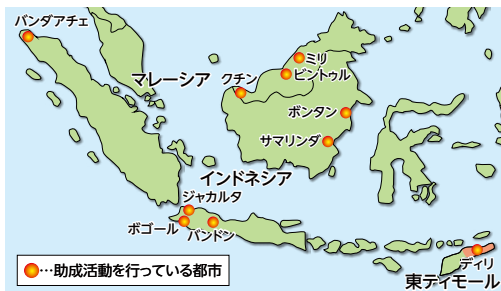 バンダアチェ
マレーシア
ミリ
ビントゥル
クチン
ボンタン
サマリンダ
インドネシア
ジャカルタ
ボゴール
バンドン
ディリ
東ティモール
…助成活動を行っている都市